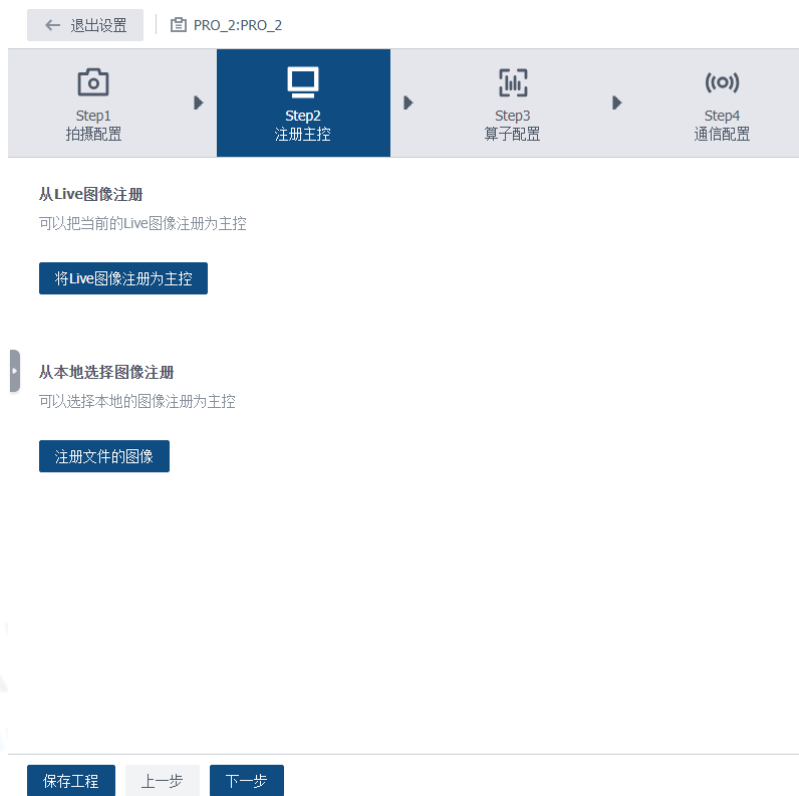 退出设置
PRO_2:PRO_2
Step1
拍摄配置
Step2
注册主控
Step3
算子配置
Step4
通信配置
从Live图像注册
可以把当前的Live图像注册为主控
将Live图像注册为主控
从本地选择图像注册
可以选择本地的图像注册为主控
注册文件的图像
保存工程
上一步
下一步